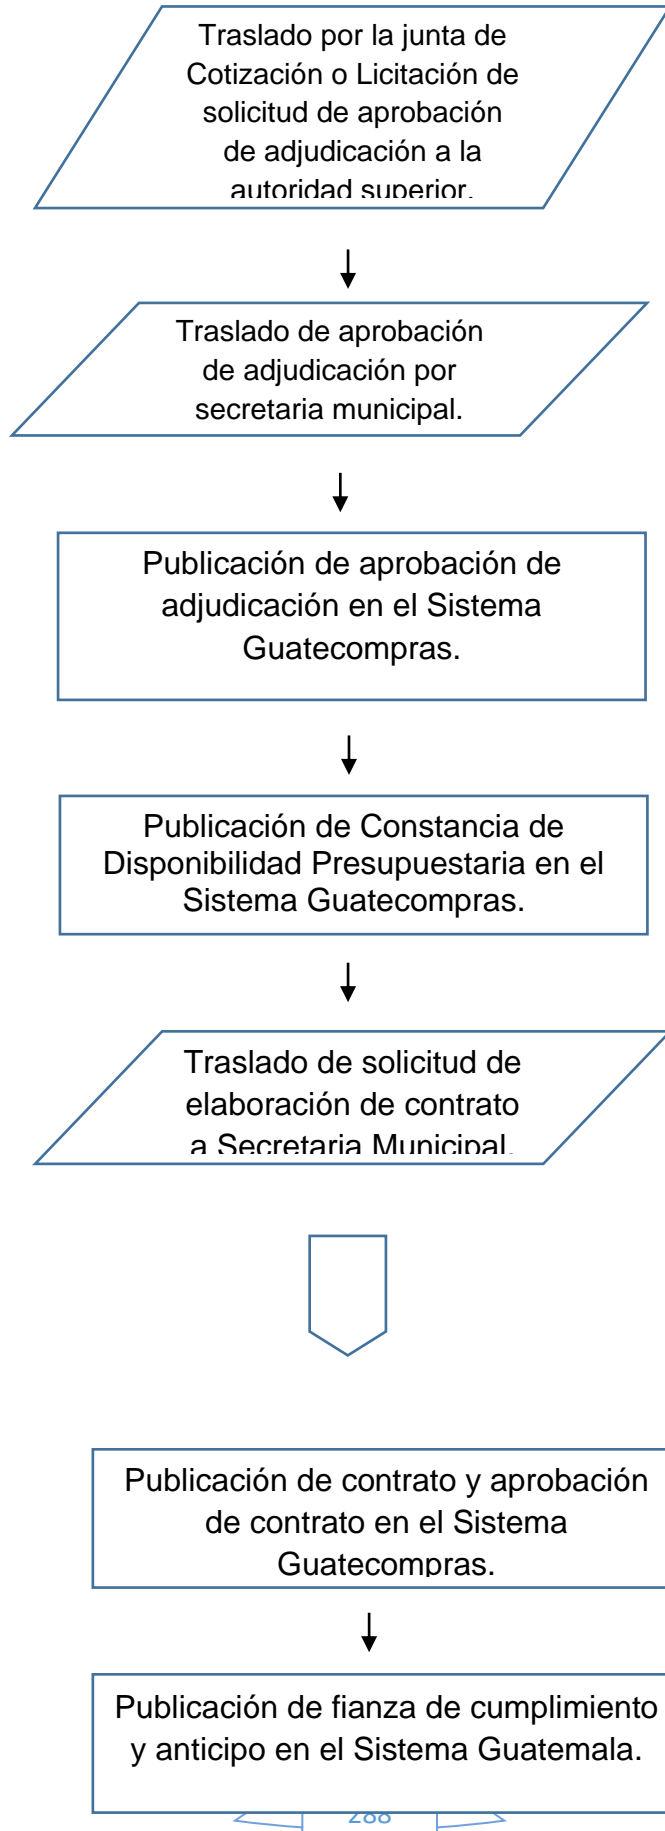 Traslado por la junta de
Cotización o Licitación de
solicitud de aprobación
de adjudicación a la
autoridad superior.
Traslado de aprobación
de adjudicación por
secretaria municipal.
Publicación de aprobación de
adjudicación en el Sistema
Guatecompras.
Publicación de Constancia de
Disponibilidad Presupuestaria en el
Sistema Guatecompras.
Traslado de solicitud de
elaboración de contrato
a Secretaria Municipal.
Publicación de contrato y aprobación
de contrato en el Sistema
Guatecompras.
Publicación de fianza de cumplimiento
y anticipo en el Sistema Guatemala.
288